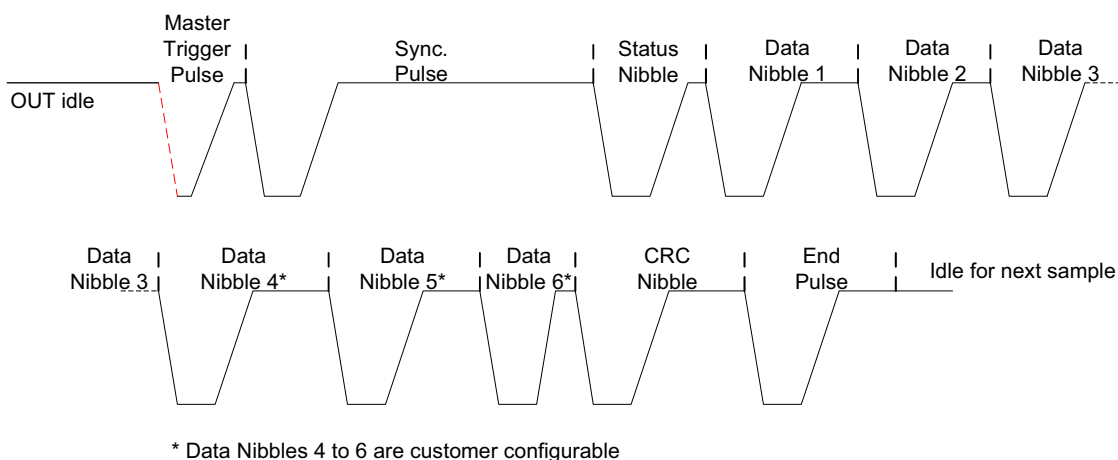 Master
Trigger
Pulse
Sync.
Pulse
Status
Nibble
Data
Nibble 1
Data
Nibble 2
Data
Nibble 3
OUT idle
Data
Nibble 3
Data
Nibble 4*
Data
Nibble 5*
Data
Nibble 6*
CRC
Nibble
End
Pulse
Idle for next sample
* Data Nibbles 4 to 6 are customer configurable